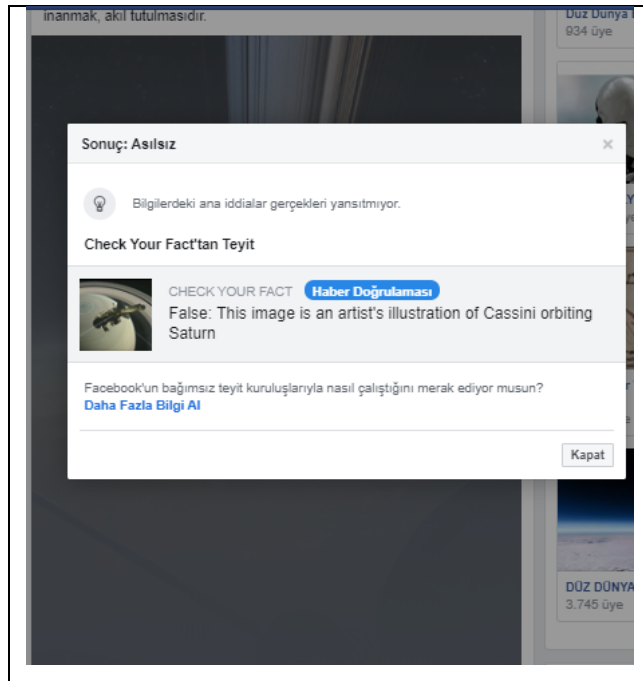 inanmak, akıl tutulmasıdır.
Düz Dünya
934 üye
Sonuç: Asılsız
Bilgilerdeki ana iddialar gerçekleri yansıtmıyor.
Check Your Fact'tan Teyit
CHECK YOUR FACT Haber Doğrulaması
False: This image is an artist's illustration of Cassini orbiting
Saturn
Facebook'un bağımsız teyit kuruluşlarıyla nasıl çalıştığını merak ediyor musun?
Daha Fazla Bilgi Al
Kapat
DÜZ DÜNYA
3.745 üye